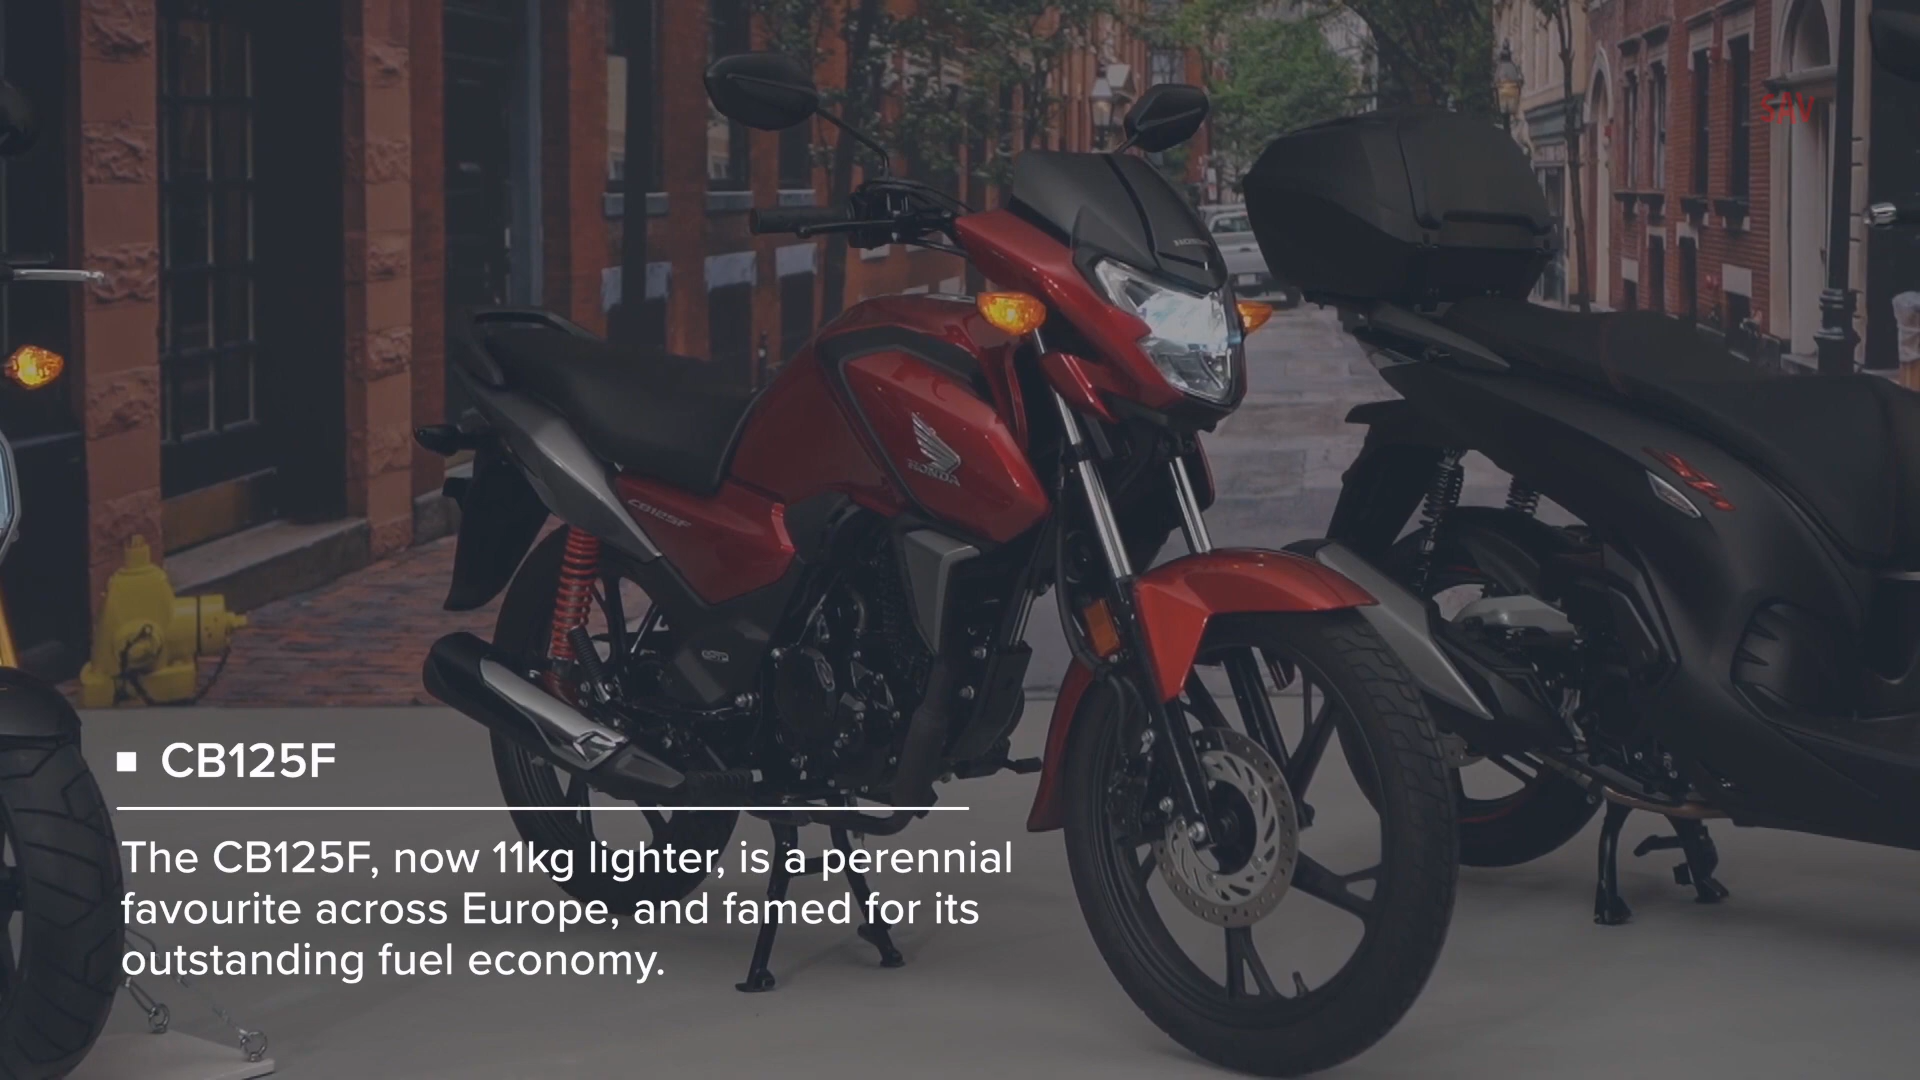 SAV
HONDA
HONDA
CB125F
CB125F
The CB125F, now 11kg lighter, is a perennial
favourite across Europe, and famed for its
outstanding fuel economy.